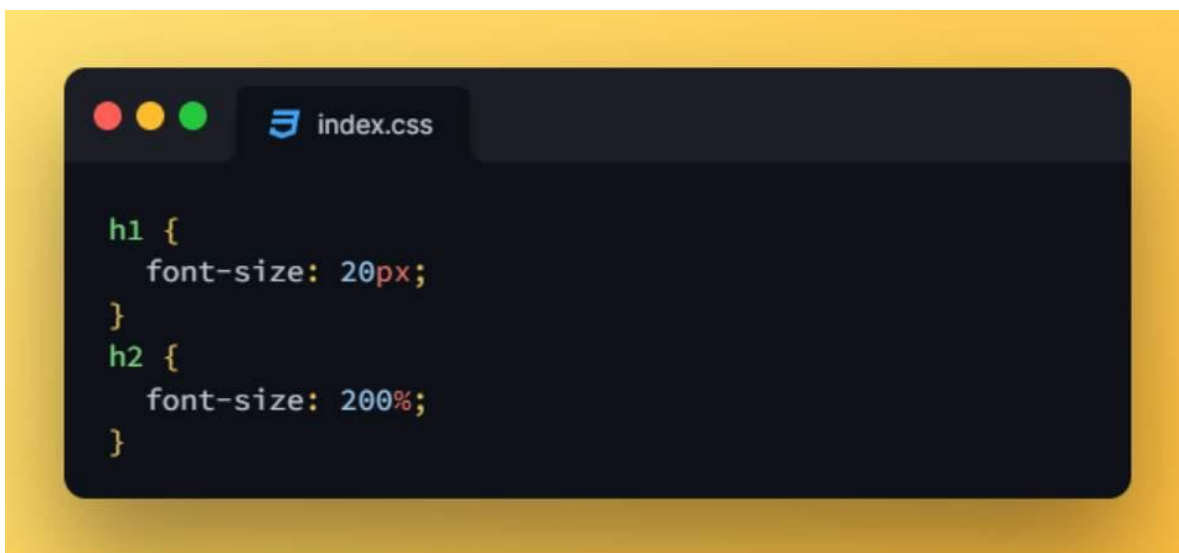 index.css
h1 {
  font-size: 20px;
}
h2 {
  font-size: 200%;
}